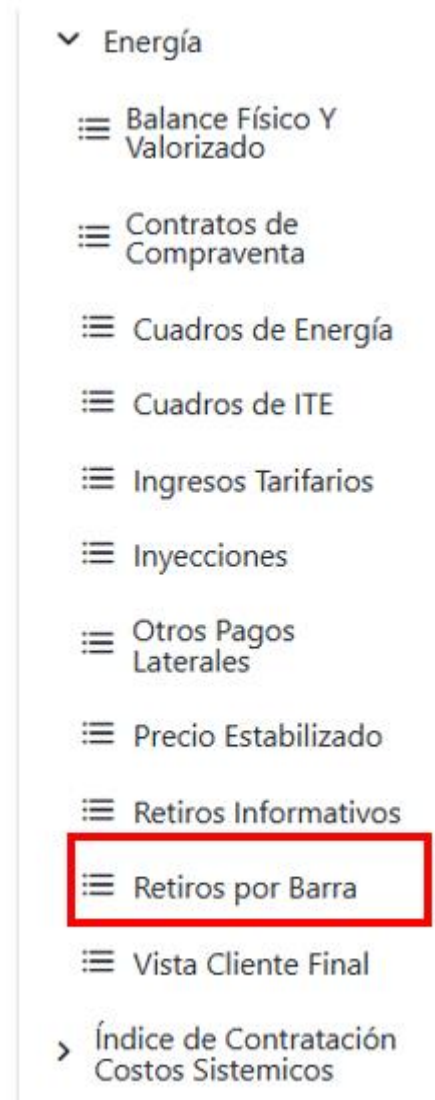 Energía
Balance Físico Y
Valorizado
Contratos de
Compraventa
Cuadros de Energía
Cuadros de ITE
Ingresos Tarifarios
Inyecciones
Otros Pagos
Laterales
Precio Estabilizado
Retiros Informativos
Retiros por Barra
Vista Cliente Final
Índice de Contratación
Costos Sistemicos